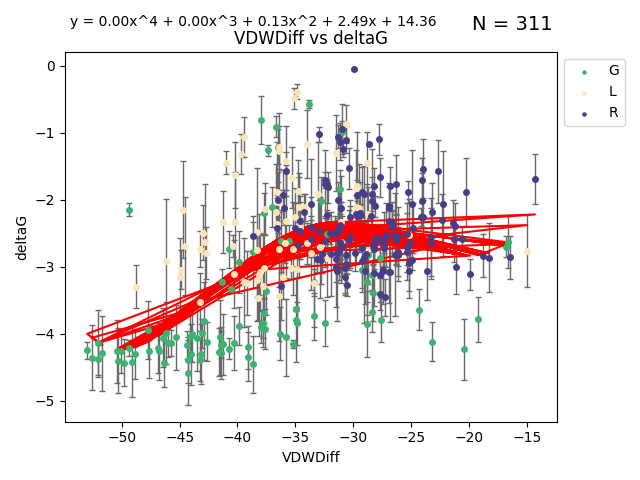 y = 0.00x^4 + 0.00x^3 + 0.13x^2 + 2.49x + 14.36
N = 311
VDWDiff vs deltaG
G
L
R
0
−1
−2
−3
−4
−5
deltaG
−50 −45 −40 −35 −30 −25 −20 −15
VDWDiff